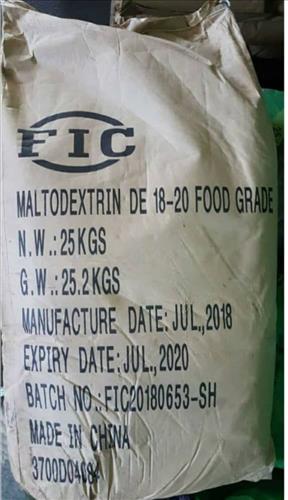 FIC
MALTODEXTRIN DE 18-20 FOOD GRADE
N.W.:25KGS
G.W.:25.2KGS
MANUFACTURE DATE:JUL.,2018
EXPIRY DATE:JUL.,2020
BATCH NO.:FIC20180653-SH
MADE IN CHINA
3700D04084